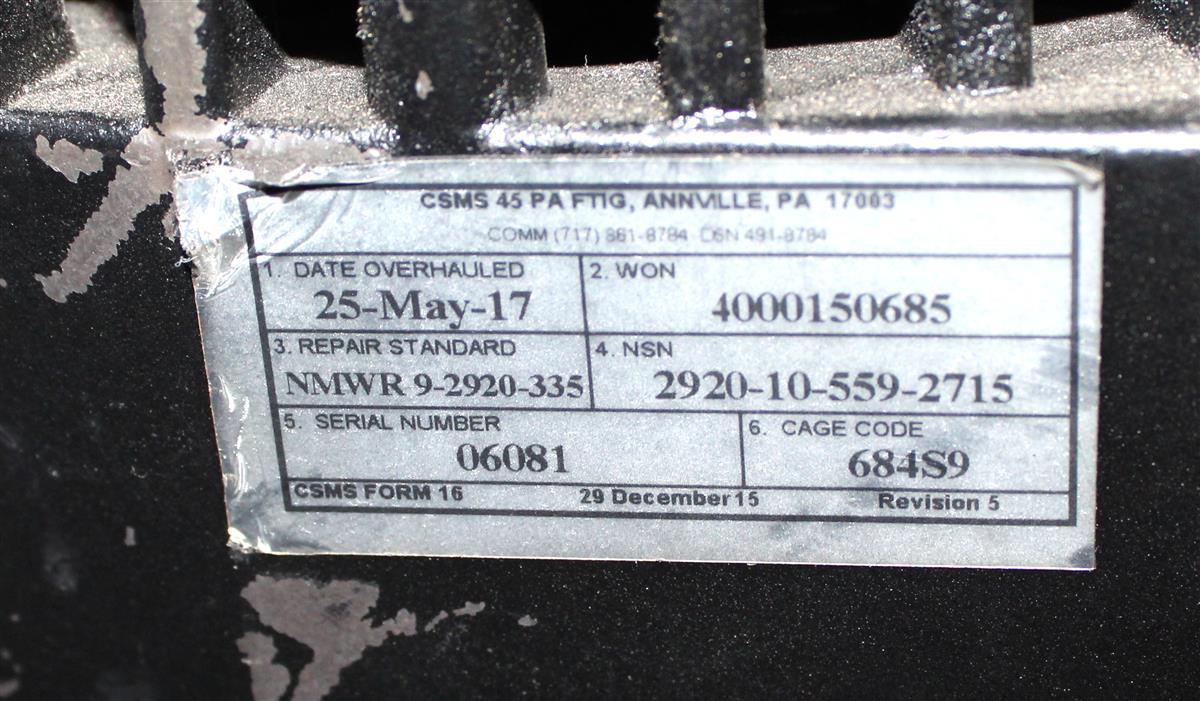 CSMS 45 PA FTIG, ANNVILLE, PA 17003
COMM (717) 861-8784 DSN 491-8784
1. DATE OVERHAULED
25-May-17
2. WON
4000150685
3. REPAIR STANDARD
NMWR 9-2920-335
4. NSN
2920-10-559-2715
5. SERIAL NUMBER
06081
6. CAGE CODE
684S9
CSMS FORM 16 29 December 15 Revision 5